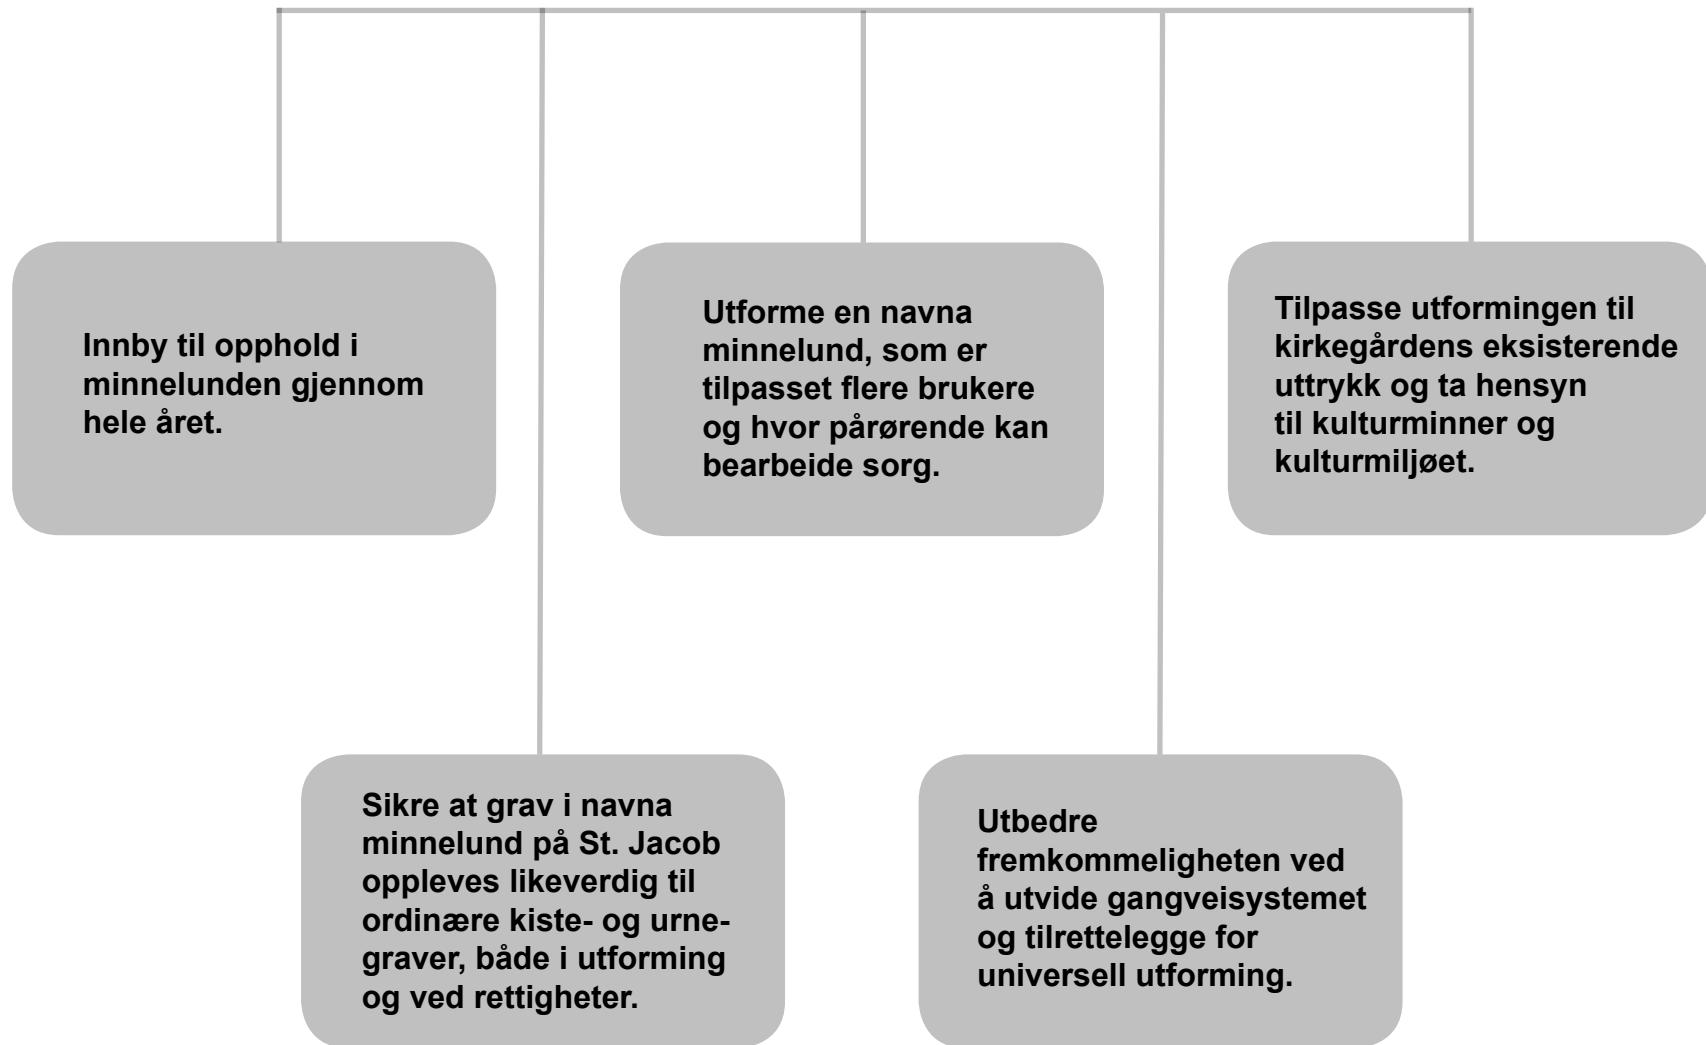 Innby til opphold i
minnelunden gjennom
hele året.
Utforme en navna
minnelund, som er
tilpasset flere brukere
og hvor pårørende kan
bearbeide sorg.
Tilpasse utformingen til
kirkegårdens eksisterende
uttrykk og ta hensyn
til kulturminner og
kulturmiljøet.
Sikre at grav i navna
minnelund på St. Jacob
oppleves likeverdig til
ordinære kiste- og urne-
graver, både i utforming
og ved rettigheter.
Utbedre
fremkommeligheten ved
å utvide gangveisystemet
og tilrettelegge for
universell utforming.